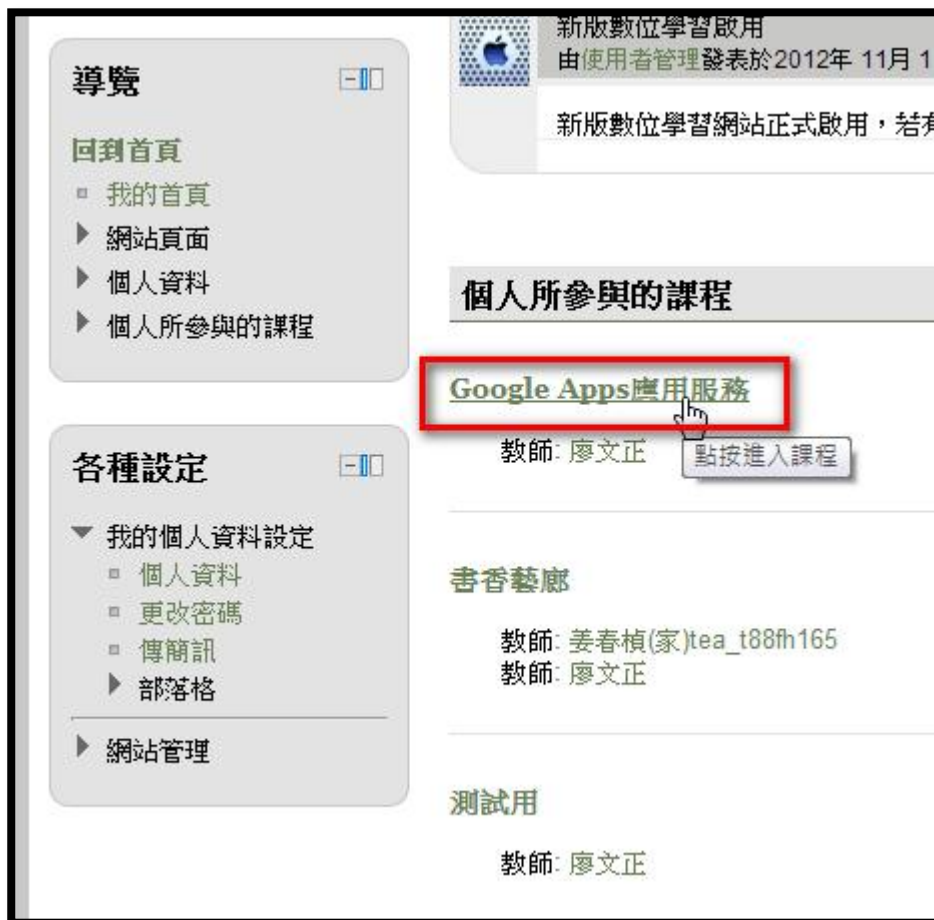 導覽
回到首頁
我的首頁
網站頁面
個人資料
個人所參與的課程
各種設定
我的個人資料設定
個人資料
更改密碼
傳簡訊
部落格
網站管理
新版數位學習啟用
由使用者管理發表於2012年 11月 1
新版數位學習網站正式啟用，若有
個人所參與的課程
Google Apps應用服務
教師: 廖文正
點按進入課程
書香藝廊
教師: 姜春楨(家)tea_t88fh165
教師: 廖文正
測試用
教師: 廖文正